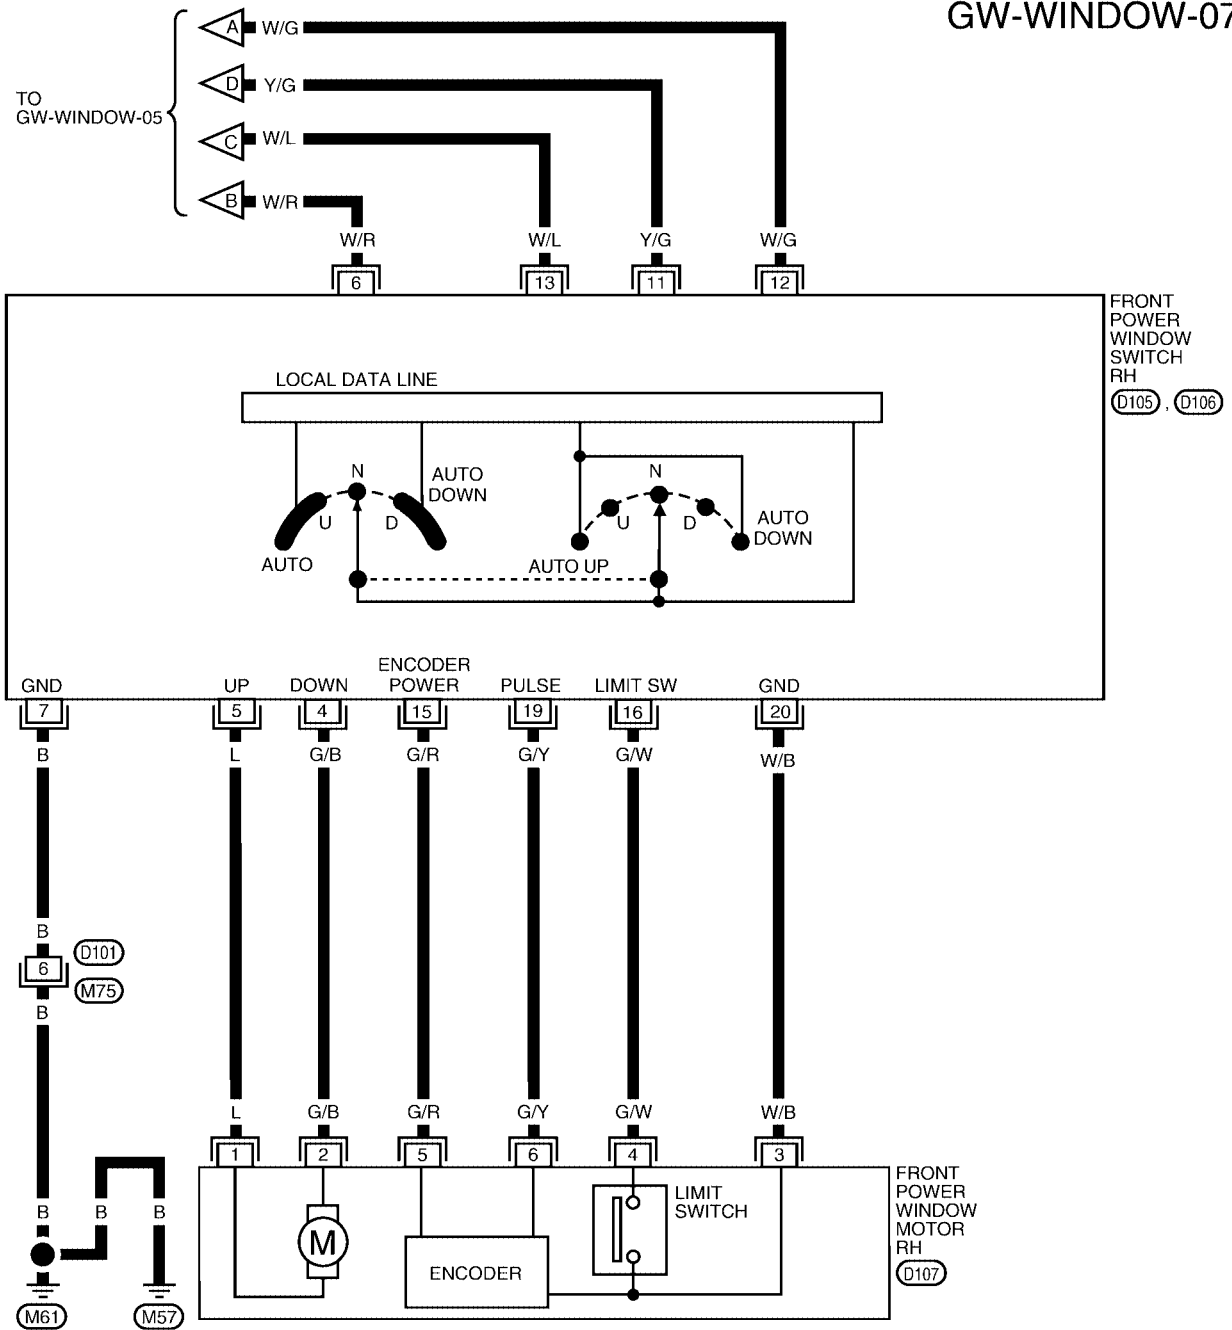 GW-WINDOW-07
A W/G
TO
GW-WINDOW-05
D Y/G
C W/L
B W/R
W/R W/L Y/G W/G
6 13 11 12
FRONT
POWER
WINDOW
SWITCH
RH
D105 , D106
LOCAL DATA LINE
N
AUTO
DOWN
U D
AUTO
N
U D
AUTO
DOWN
AUTO UP
GND UP DOWN ENCODER
POWER PULSE LIMIT SW GND
7 5 4 15 19 16 20
B L G/B G/R G/Y G/W W/B
B
6
D101
M75
B
L G/B G/R G/Y G/W W/B
1 2 5 6 4 3
B B B
M
ENCODER
LIMIT
SWITCH
FRONT
POWER
WINDOW
MOTOR
RH
D107
M61 M57